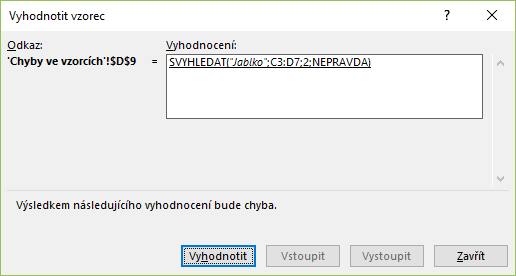 Vyhodnotit vzorec
Odkaz: Vyhodnocení:
'Chyby ve vzorcích'!$D$9 = SVYHLEDAT("Jablko";C3:D7;2;NEPRAVDA)
Výsledkem následujícího vyhodnocení bude chyba.
Vyhodnotit Vstoupit Vystoupit Zavřít